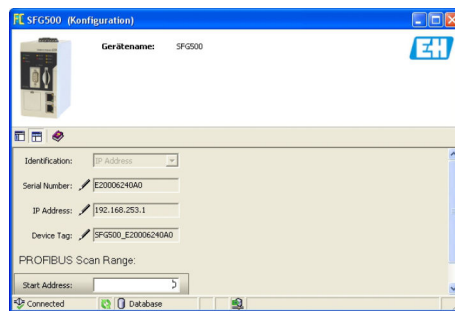 SFG500 (Konfiguration)
Gerätename: SFG500
EH
Identification: IP Address
Serial Number: E20006240A0
IP Address: 192.168.253.1
Device Tag: SFG500_E20006240A0
PROFIBUS Scan Range:
Start Address:
Connected Database